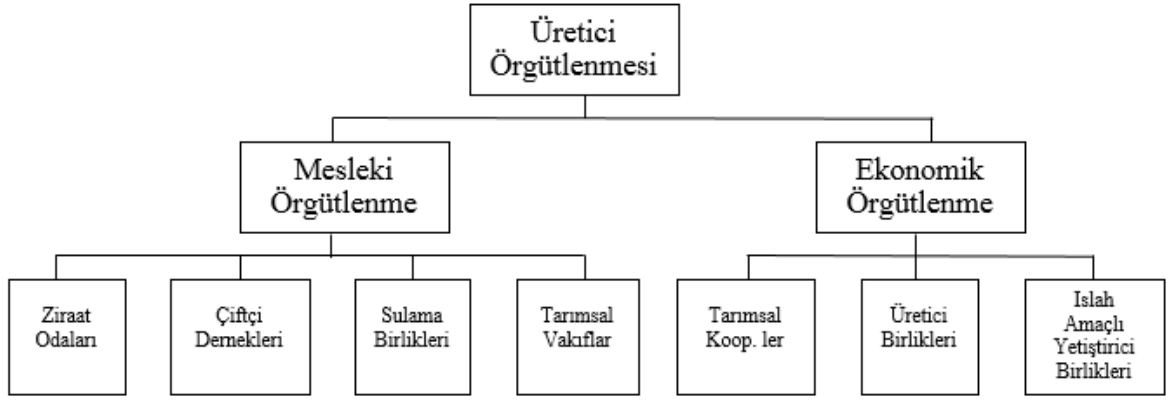 Üretici
Örgütlenmesi
Mesleki
Örgütlenme
Ekonomik
Örgütlenme
Ziraat
Odaları
Çiftçi
Dernekleri
Sulama
Birlikleri
Tarımsal
Vakıflar
Tarımsal
Koop. ler
Üretici
Birlikleri
Islah
Amaçlı
Yetiştirici
Birlikleri